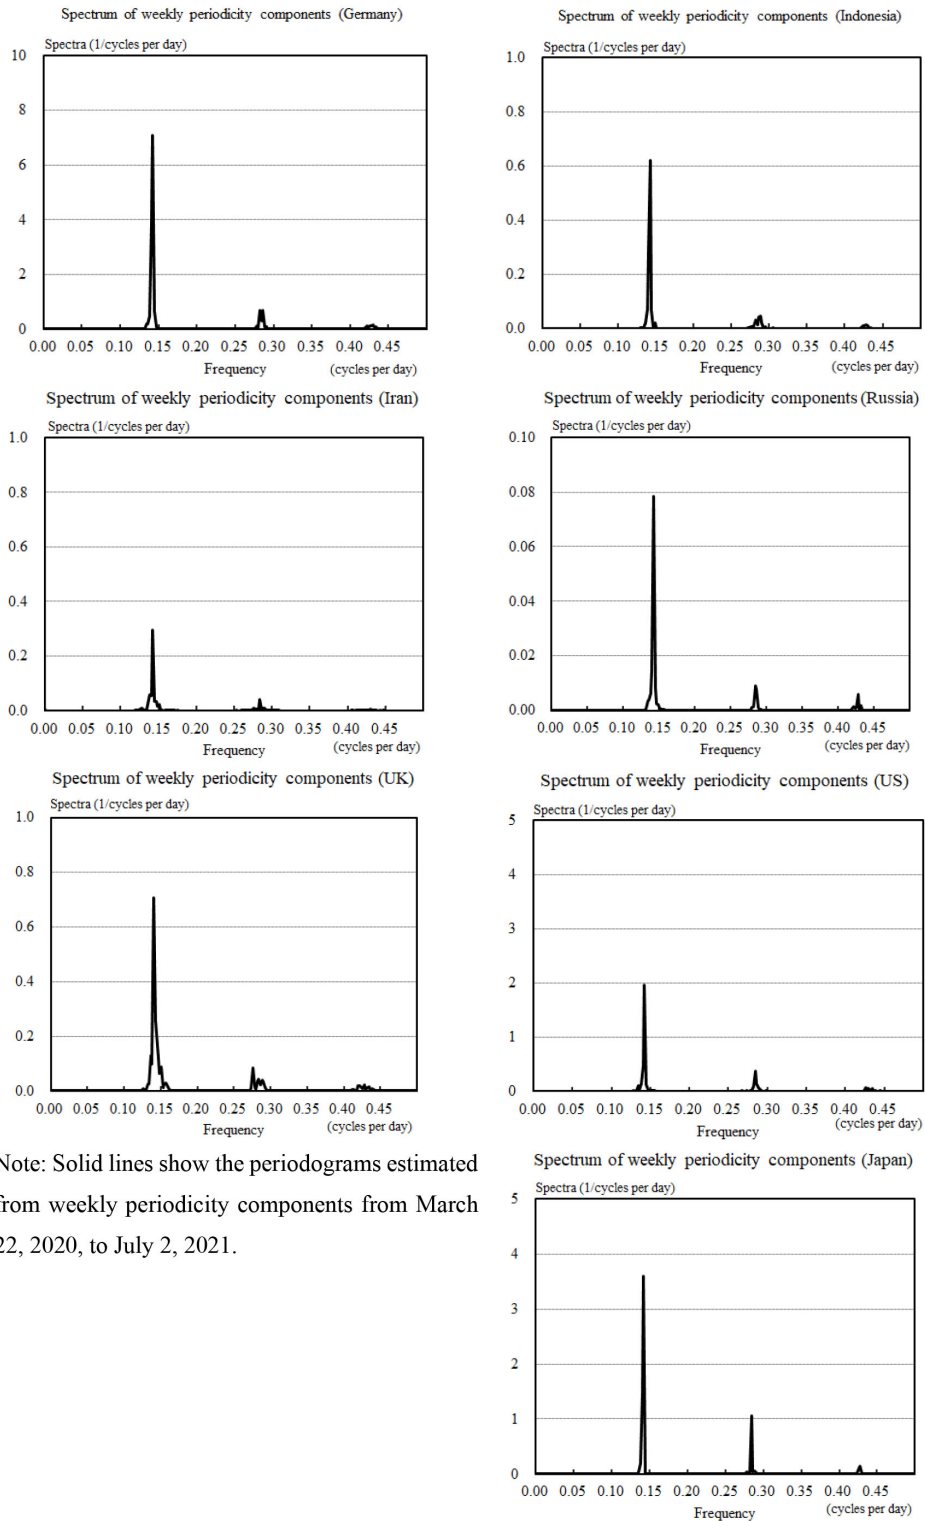 Spectrum of weekly periodicity components (Germany)
Spectra (1/cycles per day)
10
8
6
4
2
0
0.00 0.05 0.10 0.15 0.20 0.25 0.30 0.35 0.40 0.45
Frequency (cycles per day)
Spectrum of weekly periodicity components (Indonesia)
Spectra (1/cycles per day)
1.0
0.8
0.6
0.4
0.2
0.0
0.00 0.05 0.10 0.15 0.20 0.25 0.30 0.35 0.40 0.45
Frequency (cycles per day)
Spectrum of weekly periodicity components (Iran)
Spectra (1/cycles per day)
1.0
0.8
0.6
0.4
0.2
0.0
0.00 0.05 0.10 0.15 0.20 0.25 0.30 0.35 0.40 0.45
Frequency (cycles per day)
Spectrum of weekly periodicity components (Russia)
Spectra (1/cycles per day)
0.10
0.08
0.06
0.04
0.02
0.00
0.00 0.05 0.10 0.15 0.20 0.25 0.30 0.35 0.40 0.45
Frequency (cycles per day)
Spectrum of weekly periodicity components (UK)
Spectra (1/cycles per day)
1.0
0.8
0.6
0.4
0.2
0.0
0.00 0.05 0.10 0.15 0.20 0.25 0.30 0.35 0.40 0.45
Frequency (cycles per day)
Spectrum of weekly periodicity components (US)
Spectra (1/cycles per day)
5
4
3
2
1
0
0.00 0.05 0.10 0.15 0.20 0.25 0.30 0.35 0.40 0.45
Frequency (cycles per day)
Note: Solid lines show the periodograms estimated
from weekly periodicity components from March
22, 2020, to July 2, 2021.
Spectrum of weekly periodicity components (Japan)
Spectra (1/cycles per day)
5
4
3
2
1
0
0.00 0.05 0.10 0.15 0.20 0.25 0.30 0.35 0.40 0.45
Frequency (cycles per day)